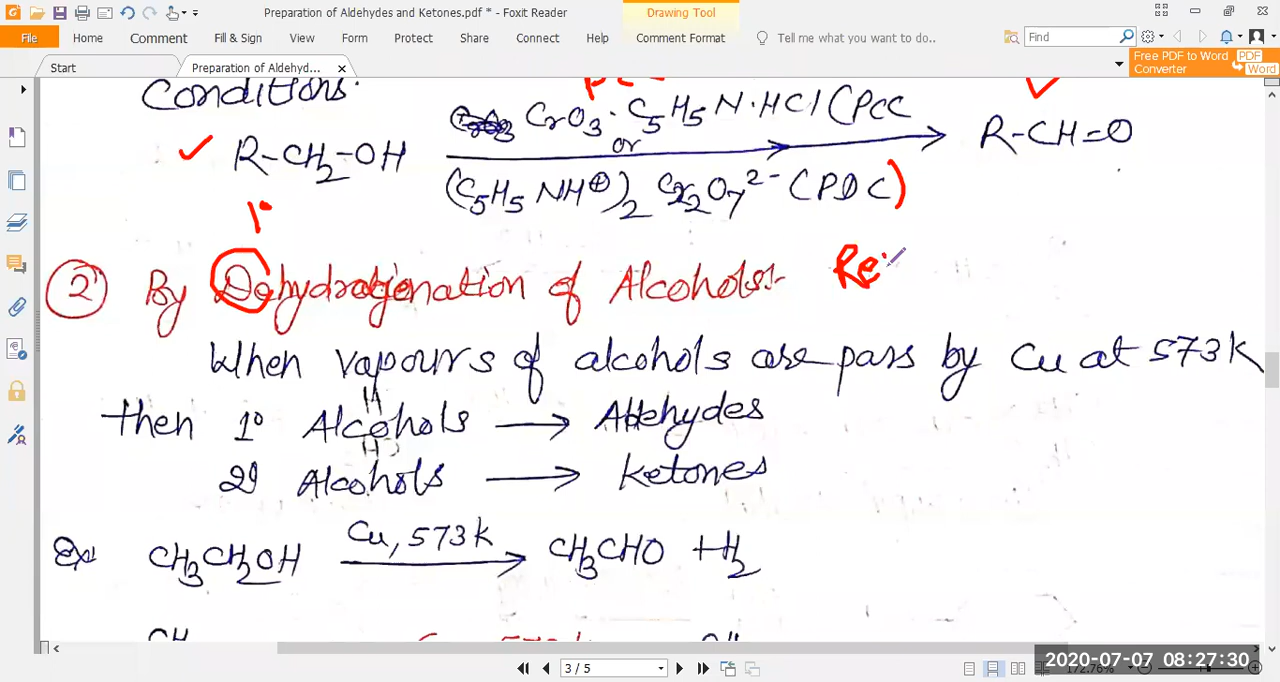 Preparation of Aldehydes and Ketones.pdf * - Foxit Reader
Drawing Tool
File Home Comment Fill & Sign View Form Protect Share Connect Help Comment Format Tell me what you want to do.. Find
Free PDF to Word Converter PDF Word
Start Preparation of Aldehyd...
Conditions:
CrO3·C5H5N·HCl (PCC
or
R-CH2-OH
R-CH=O
(C5H5NH⊕)2 Cr2O7 2- (PDC)
1°
2 By Dehydrogenation of Alcohols:- Re:
When vapours of alcohols are pass by Cu at 573K
then 1° Alcohols → Aldehydes
2° Alcohols → Ketones
Ex: CH3CH2OH Cu, 573K → CH3CHO + H2
3 / 5
172.76%
2020-07-07 08:27:30